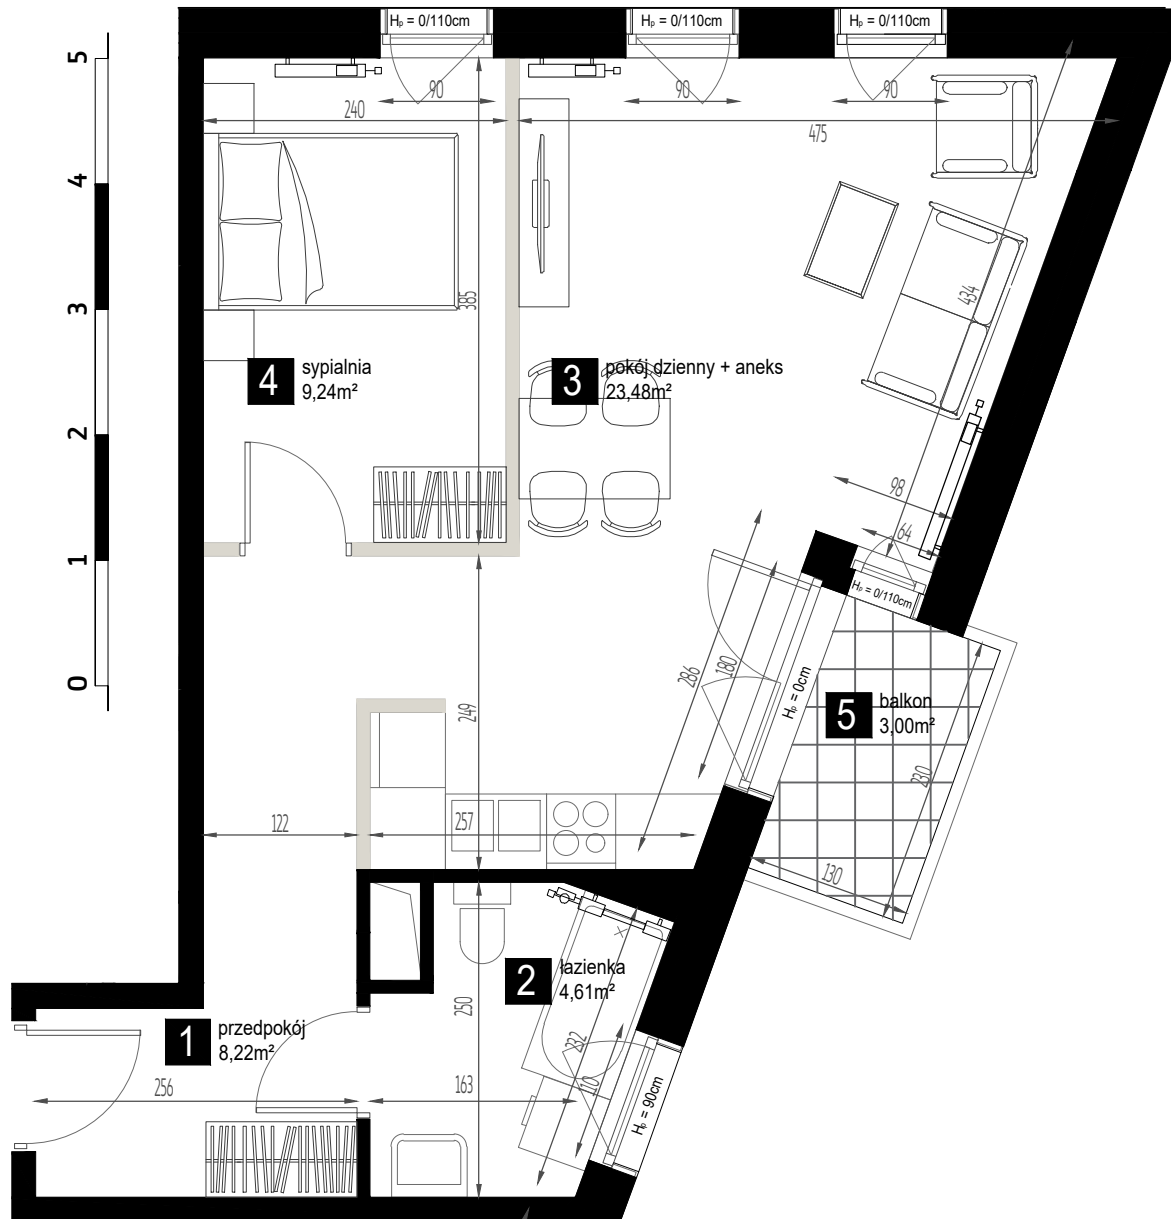 Hₚ = 0/110cm
Hₚ = 0/110cm
Hₚ = 0/110cm
5
4
3
2
1
0
90
90
90
240
475
385
434
4
sypialnia
9,24m²
3
pokój dzienny + aneks
23,48m²
98
64
Hₚ = 0/110cm
286
180
Hₚ = 0cm
5
balkon
3,00m²
249
230
122
257
130
2
łazienka
4,61m²
250
1
przedpokój
8,22m²
232
110
256
163
Hₚ = 90cm